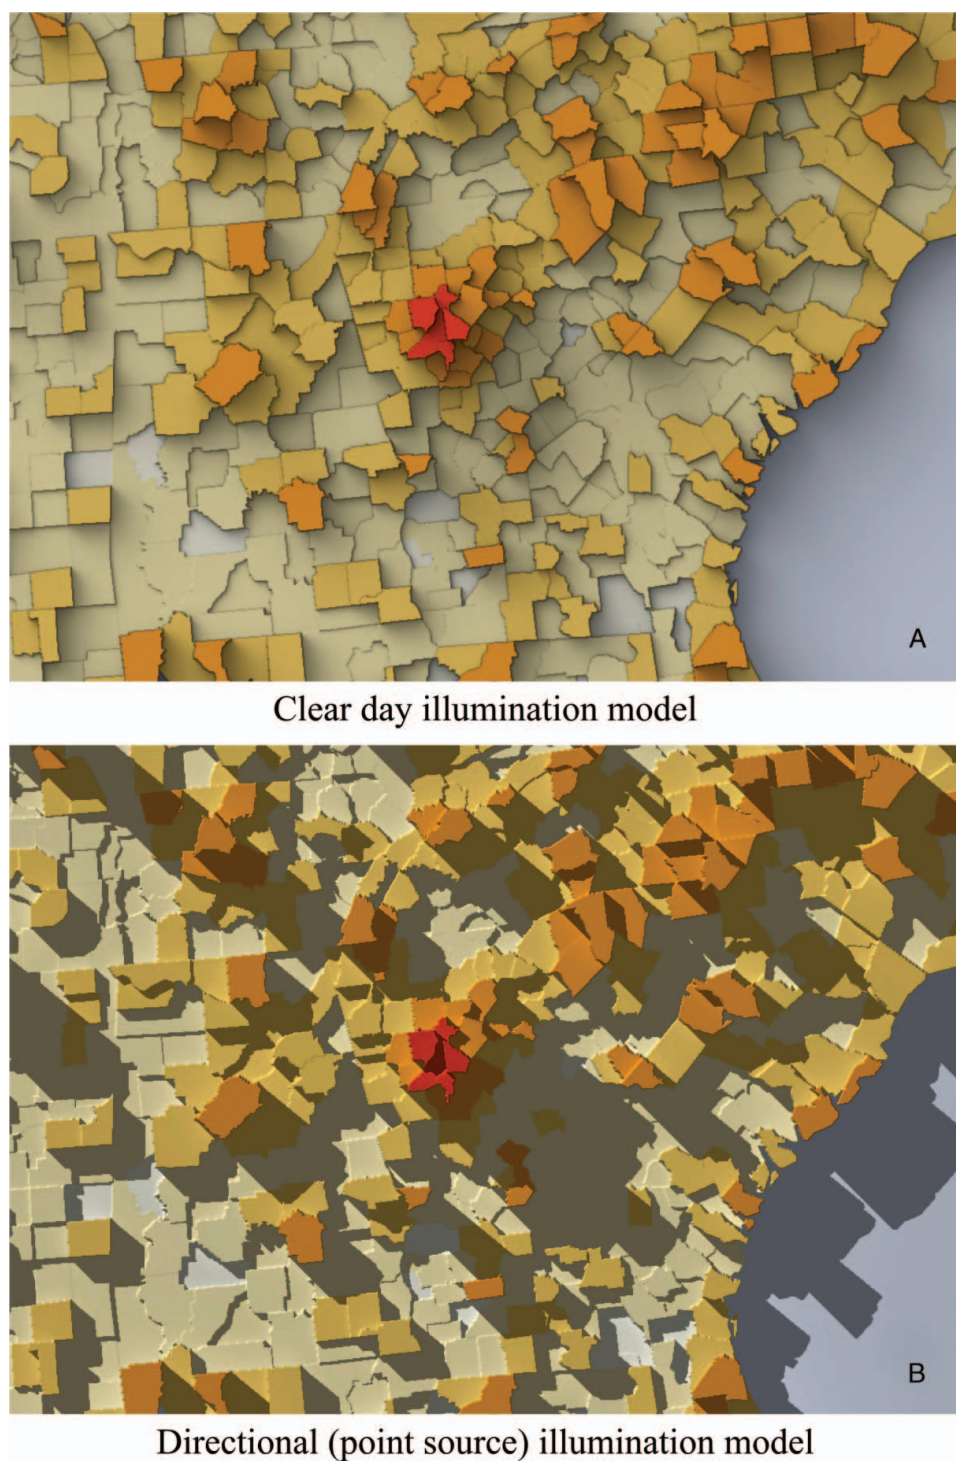 A
Clear day illumination model
B
Directional (point source) illumination model